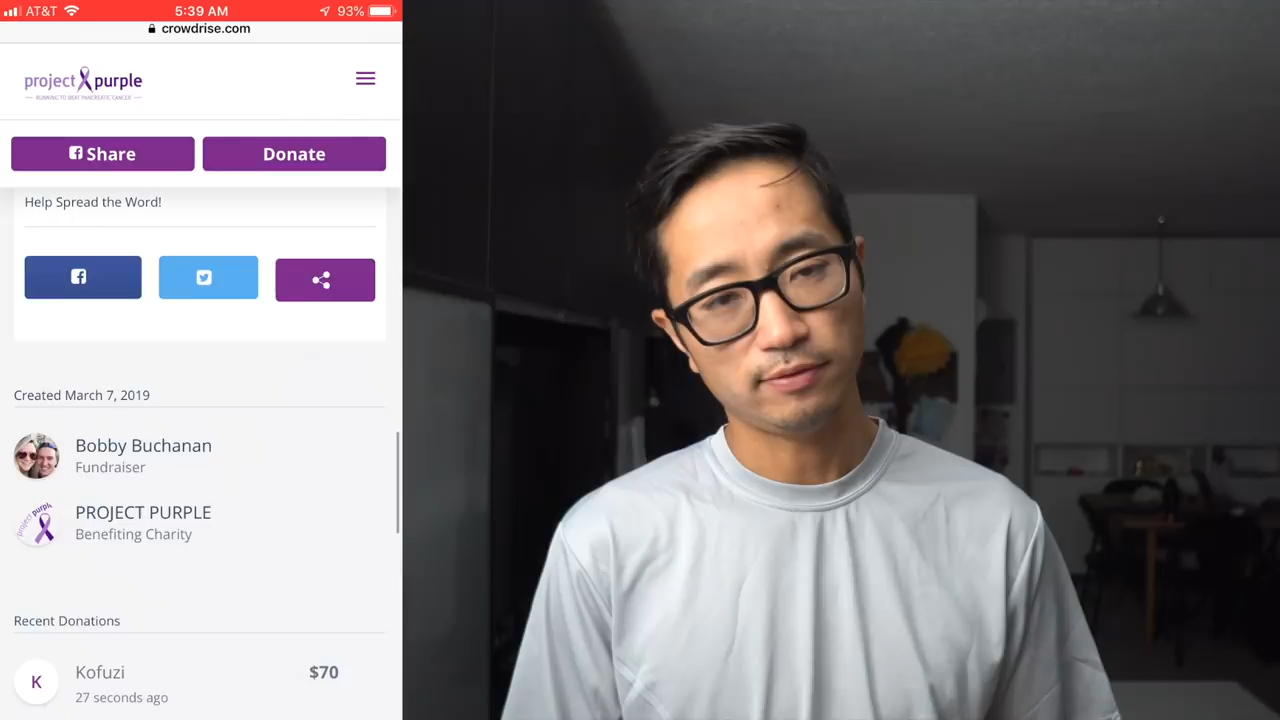 AT&T
5:39 AM
93%
crowdrise.com
project purple
RUNNING TO BEAT PANCREATIC CANCER
Share
Donate
Help Spread the Word!
Created March 7, 2019
Bobby Buchanan
Fundraiser
project purple
PROJECT PURPLE
Benefiting Charity
Recent Donations
K
Kofuzi
$70
27 seconds ago